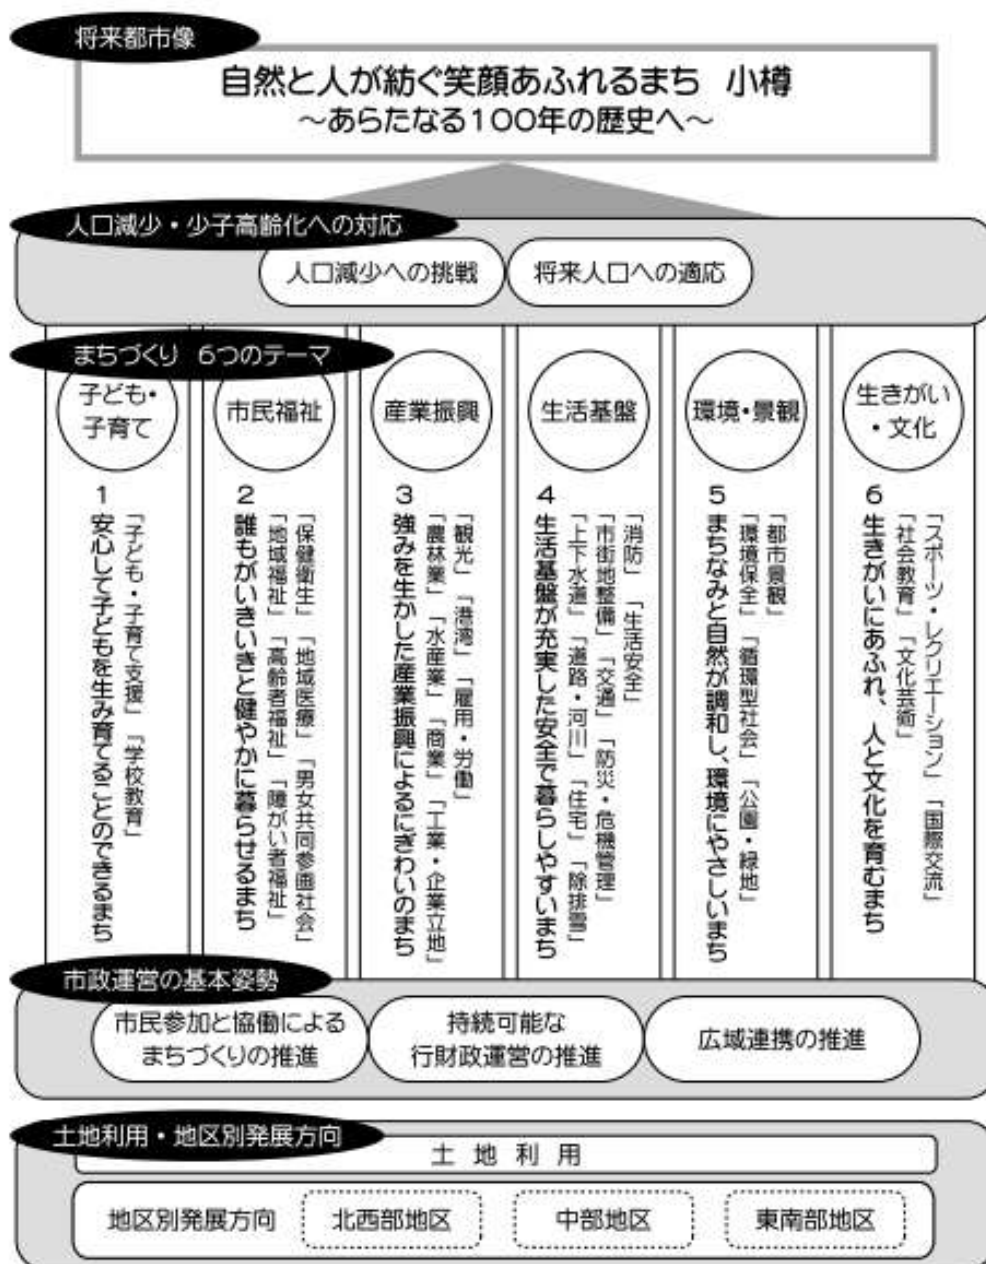 将来都市像
自然と人が紡ぐ笑顔あふれるまち 小樽
～あらたなる100年の歴史へ～
人口減少・少子高齢化への対応
人口減少への挑戦
将来人口への適応
まちづくり 6つのテーマ
子ども・
子育て
1
安心して子どもを生み育てることのできるまち
「子ども・子育て支援」「学校教育」
市民福祉
2
誰もがいきいきと健やかに暮らせるまち
「地域福祉」「高齢者福祉」「障がい者福祉」
「保健衛生」「地域医療」「男女共同参画社会」
産業振興
3
強みを生かした産業振興によるにぎわいのまち
「農林業」「水産業」「商業」「工業・企業立地」
「観光」「港湾」「雇用・労働」
生活基盤
4
生活基盤が充実した安全で暮らしやすいまち
「上下水道」「道路・河川」「住宅」「除排雪」
「市街地整備」「交通」「防災・危機管理」
「消防」「生活安全」
環境・景観
5
まちなみと自然が調和し、環境にやさしいまち
「環境保全」「循環型社会」「公園・緑地」
「都市景観」
生きがい
・文化
6
生きがいにあふれ、人と文化を育むまち
「社会教育」「文化芸術」
「スポーツ・レクリエーション」「国際交流」
市政運営の基本姿勢
市民参加と協働による
まちづくりの推進
持続可能な
行財政運営の推進
広域連携の推進
土地利用・地区別発展方向
土地利用
地区別発展方向
北西部地区
中部地区
東南部地区